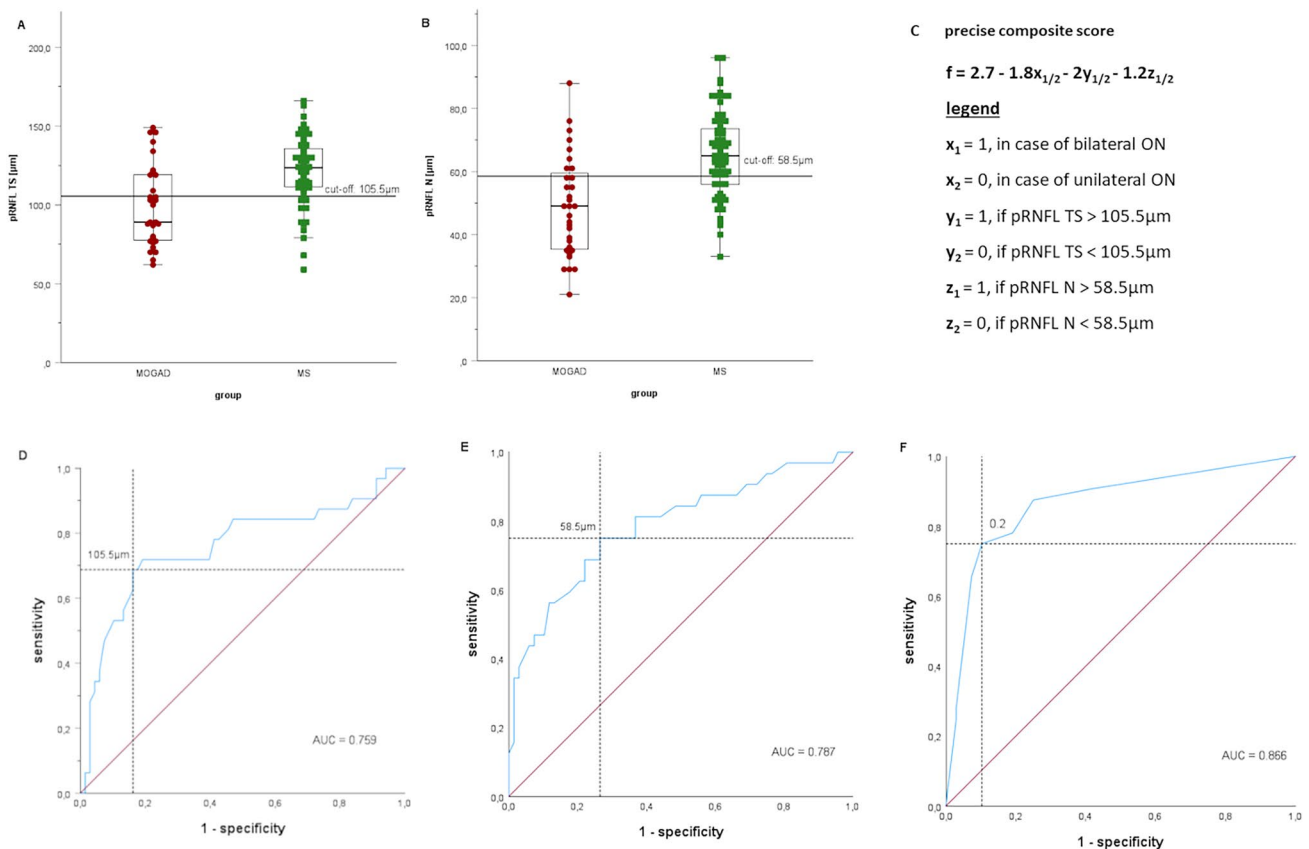 A
pRNFL TS [µm]
200,0
150,0
100,0
50,0
,0
cut-off: 105.5µm
MOGAD
MS
group
B
pRNFL N [µm]
100,0
80,0
60,0
40,0
20,0
,0
cut-off: 58.5µm
MOGAD
MS
group
C precise composite score
f = 2.7 - 1.8x1/2 - 2y1/2 - 1.2z1/2
legend
x1 = 1, in case of bilateral ON
x2 = 0, in case of unilateral ON
y1 = 1, if pRNFL TS > 105.5µm
y2 = 0, if pRNFL TS < 105.5µm
z1 = 1, if pRNFL N > 58.5µm
z2 = 0, if pRNFL N < 58.5µm
D
sensitivity
1,0
0,8
0,6
0,4
0,2
0,0
105.5µm
AUC = 0.759
0,0 0,2 0,4 0,6 0,8 1,0
1 - specificity
E
sensitivity
1,0
0,8
0,6
0,4
0,2
0,0
58.5µm
AUC = 0.787
0,0 0,2 0,4 0,6 0,8 1,0
1 - specificity
F
sensitivity
1,0
0,8
0,6
0,4
0,2
0,0
0.2
AUC = 0.866
0,0 0,2 0,4 0,6 0,8 1,0
1 - specificity